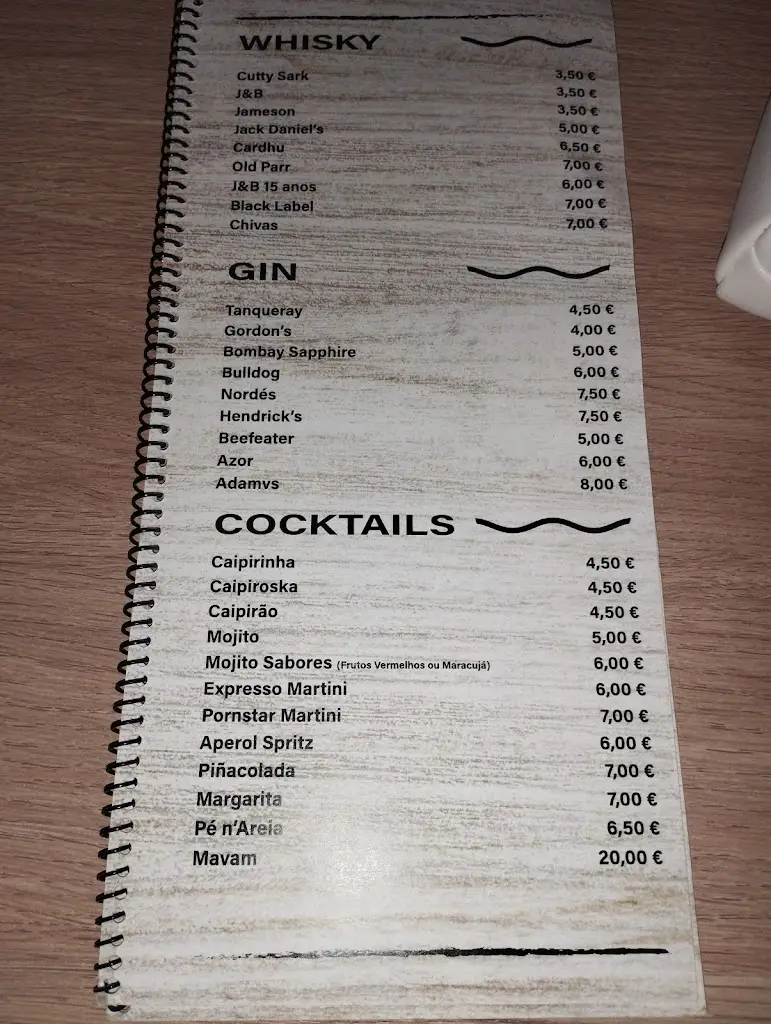 WHISKY
Cutty Sark 3,50 €
J&B 3,50 €
Jameson 3,50 €
Jack Daniel's 5,00 €
Cardhu 6,50 €
Old Parr 7,00 €
J&B 15 anos 6,00 €
Black Label 7,00 €
Chivas 7,00 €
GIN
Tanqueray 4,50 €
Gordon's 4,00 €
Bombay Sapphire 5,00 €
Bulldog 6,00 €
Nordés 7,50 €
Hendrick's 7,50 €
Beefeater 5,00 €
Azor 6,00 €
Adamvs 8,00 €
COCKTAILS
Caipirinha 4,50 €
Caipiroska 4,50 €
Caipirão 4,50 €
Mojito 5,00 €
Mojito Sabores (Frutos Vermelhos ou Maracujá) 6,00 €
Expresso Martini 6,00 €
Pornstar Martini 7,00 €
Aperol Spritz 6,00 €
Piñacolada 7,00 €
Margarita 7,00 €
Pé n'Areia 6,50 €
Mavam 20,00 €